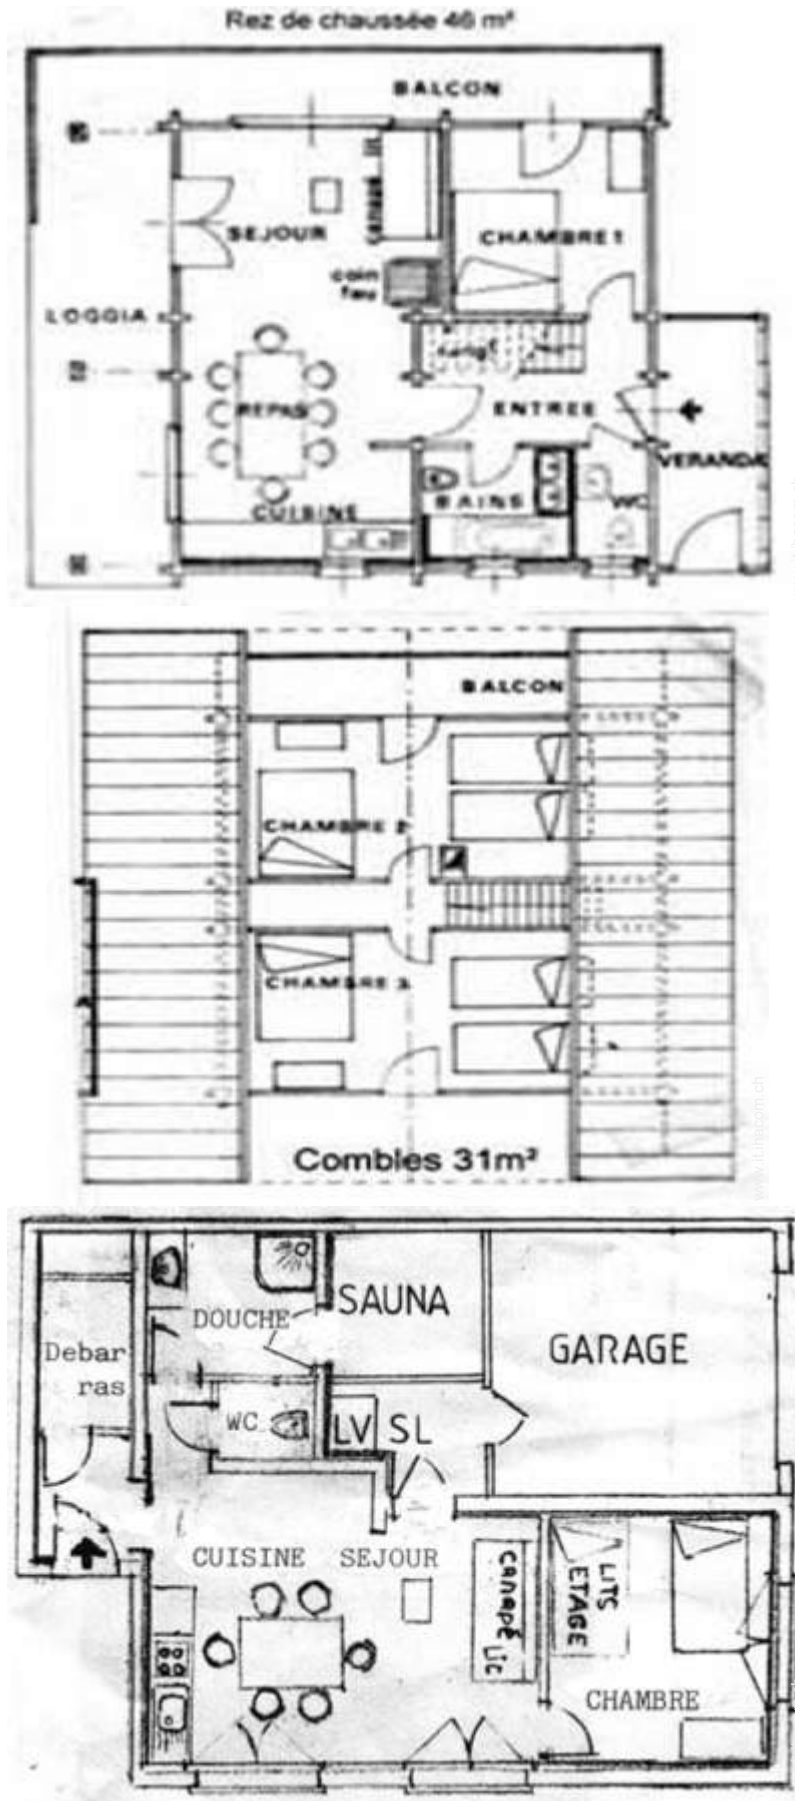 Rez de chaussée 46 m²
BALCON
canapé lit
SEJOUR
CHAMBRE 1
coin
feu
LOGGIA
REPAS
ENTREE
VERANDA
CUISINE
BAINS
WC
BALCON
CHAMBRE 2
CHAMBRE 3
A
Combles 31m²
SAUNA
DOUCHE
GARAGE
Debar
ras
WC
LV SL
CUISINE SEJOUR
canapé Lic
LITS
ETAGE
CHAMBRE